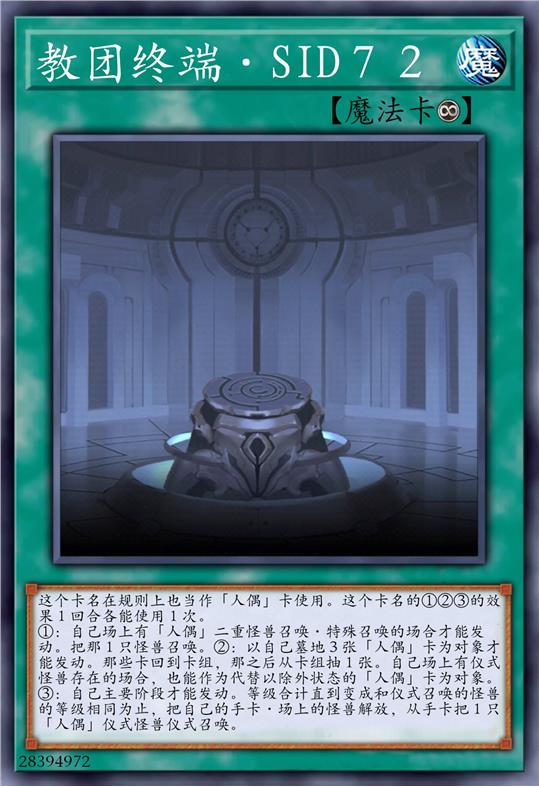 教团终端·SID７２
魔
【魔法卡♾】
这个卡名在规则上也当作「人偶」卡使用。这个卡名的①②③的效
果１回合各能使用１次。
①：自己场上有「人偶」二重怪兽召唤·特殊召唤的场合才能发
动。把那１只怪兽召唤。②：以自己墓地３张「人偶」卡为对象才
能发动。那些卡回到卡组，那之后从卡组抽１张。自己场上有仪式
怪兽存在的场合，也能作为代替以除外状态的「人偶」卡为对象。
③：自己主要阶段才能发动。等级合计直到变成和仪式召唤的怪兽
的等级相同为止，把自己的手卡·场上的怪兽解放，从手卡把１只
「人偶」仪式怪兽仪式召唤。
28394972